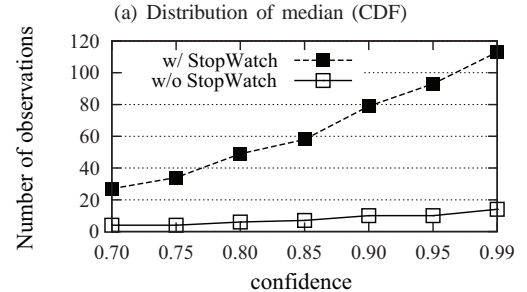 (a) Distribution of median (CDF)
120
100
80
60
40
20
0
Number of observations
w/ StopWatch
w/o StopWatch
0.70 0.75 0.80 0.85 0.90 0.95 0.99
confidence